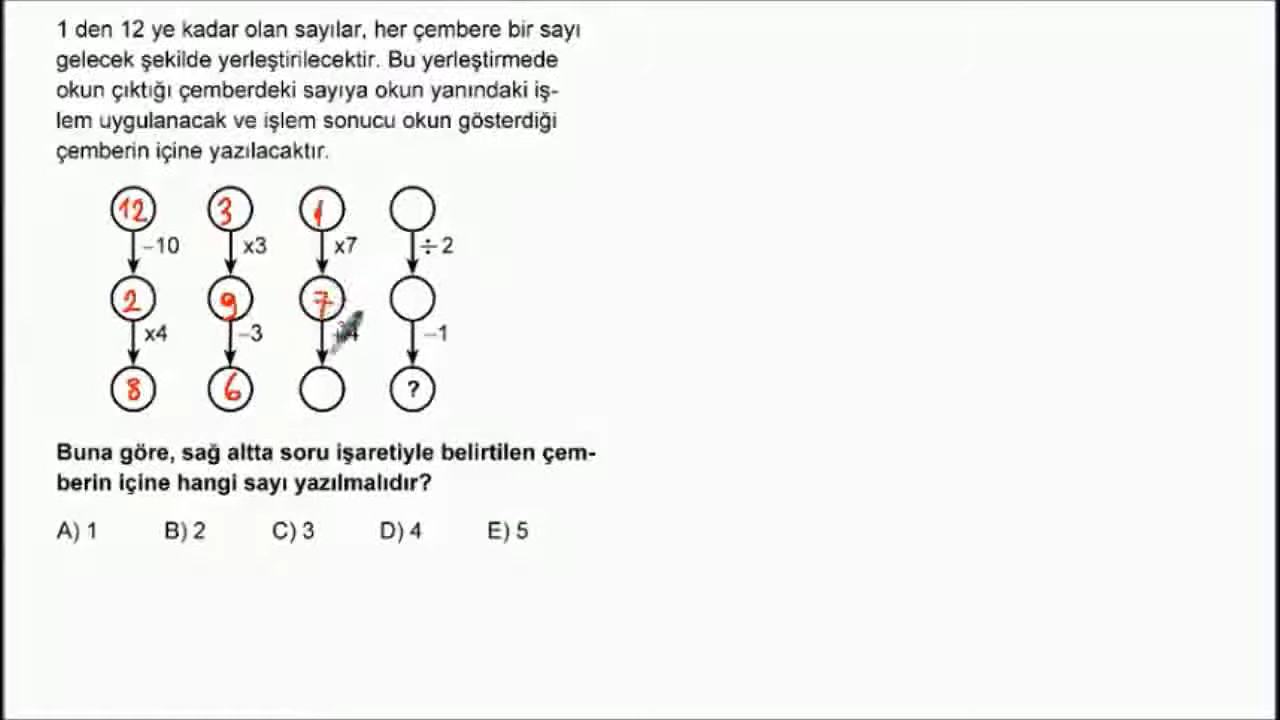 1 den 12 ye kadar olan sayılar, her çembere bir sayı
gelecek şekilde yerleştirilecektir. Bu yerleştirmede
okun çıktığı çemberdeki sayıya okun yanındaki iş-
lem uygulanacak ve işlem sonucu okun gösterdiği
çemberin içine yazılacaktır.
12 3 1
−10 x3 x7 ÷2
2 9 7
x4 −3 −1
8 6 ?
Buna göre, sağ altta soru işaretiyle belirtilen çem-
berin içine hangi sayı yazılmalıdır?
A) 1 B) 2 C) 3 D) 4 E) 5